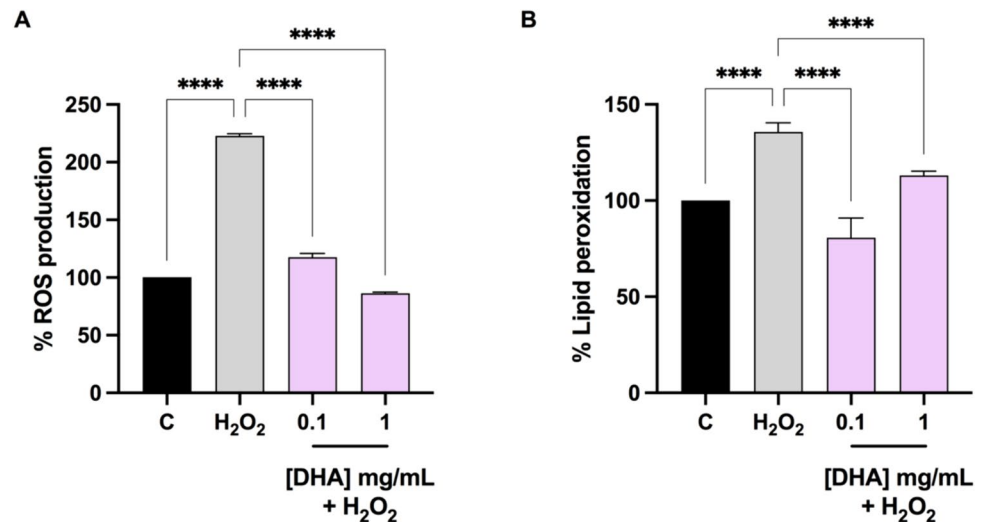 A
****
**** ****
250
200
150
100
50
0
% ROS production
C H₂O₂ 0.1 1
[DHA] mg/mL
+ H₂O₂
B
****
**** ****
150
100
50
0
% Lipid peroxidation
C H₂O₂ 0.1 1
[DHA] mg/mL
+ H₂O₂